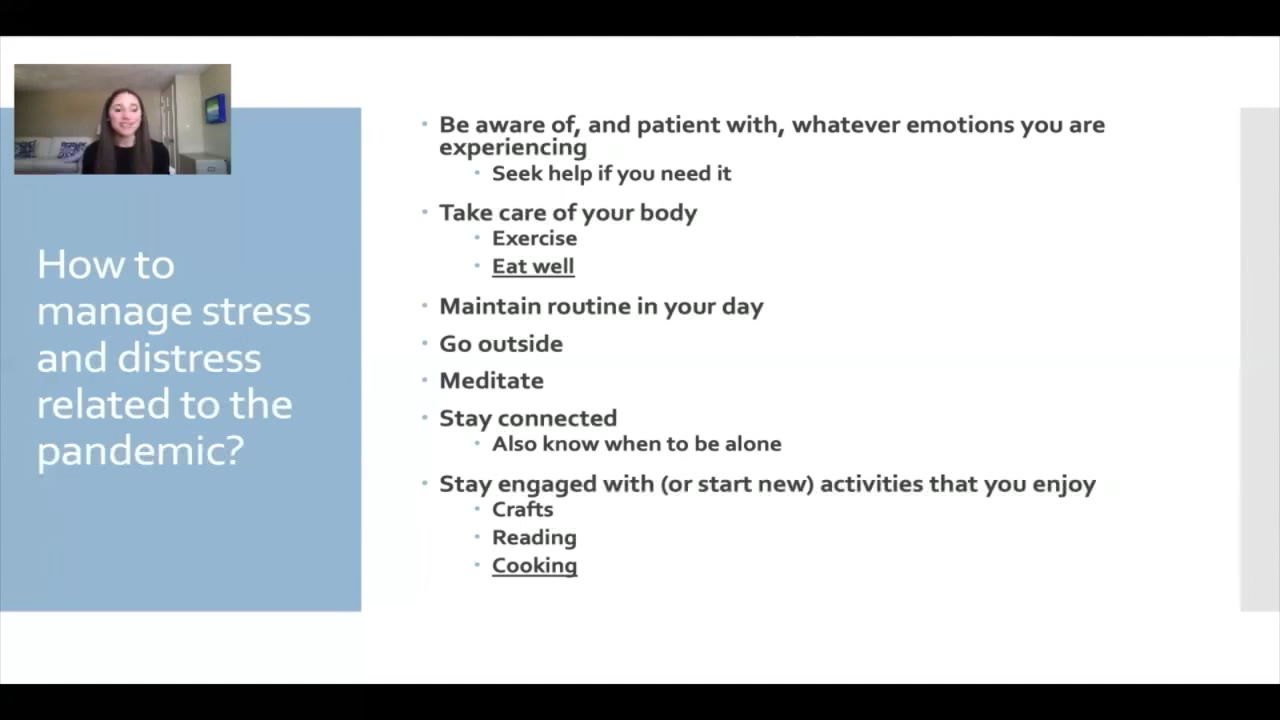 How to
manage stress
and distress
related to the
pandemic?
Be aware of, and patient with, whatever emotions you are
experiencing
Seek help if you need it
Take care of your body
Exercise
Eat well
Maintain routine in your day
Go outside
Meditate
Stay connected
Also know when to be alone
Stay engaged with (or start new) activities that you enjoy
Crafts
Reading
Cooking